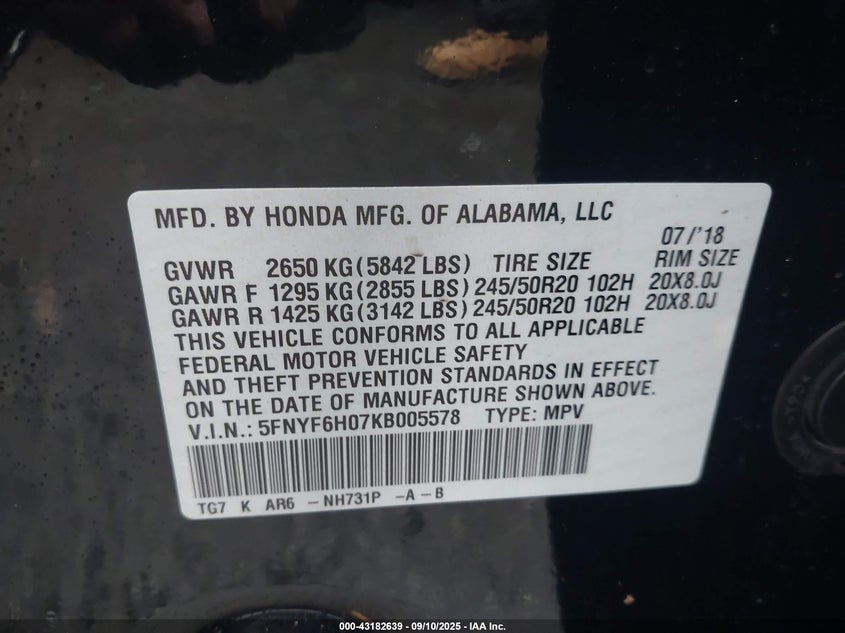 MFD. BY HONDA MFG. OF ALABAMA, LLC
07/'18
GVWR 2650 KG(5842 LBS) TIRE SIZE RIM SIZE
GAWR F 1295 KG(2855 LBS) 245/50R20 102H 20X8.0J
GAWR R 1425 KG(3142 LBS) 245/50R20 102H 20X8.0J
THIS VEHICLE CONFORMS TO ALL APPLICABLE
FEDERAL MOTOR VEHICLE SAFETY
AND THEFT PREVENTION STANDARDS IN EFFECT
ON THE DATE OF MANUFACTURE SHOWN ABOVE.
V.I.N.: 5FNYF6H07KB005578 TYPE: MPV
TG7 K AR6 -NH731P -A-B
000-43182639 - 09/10/2025 - IAA Inc.